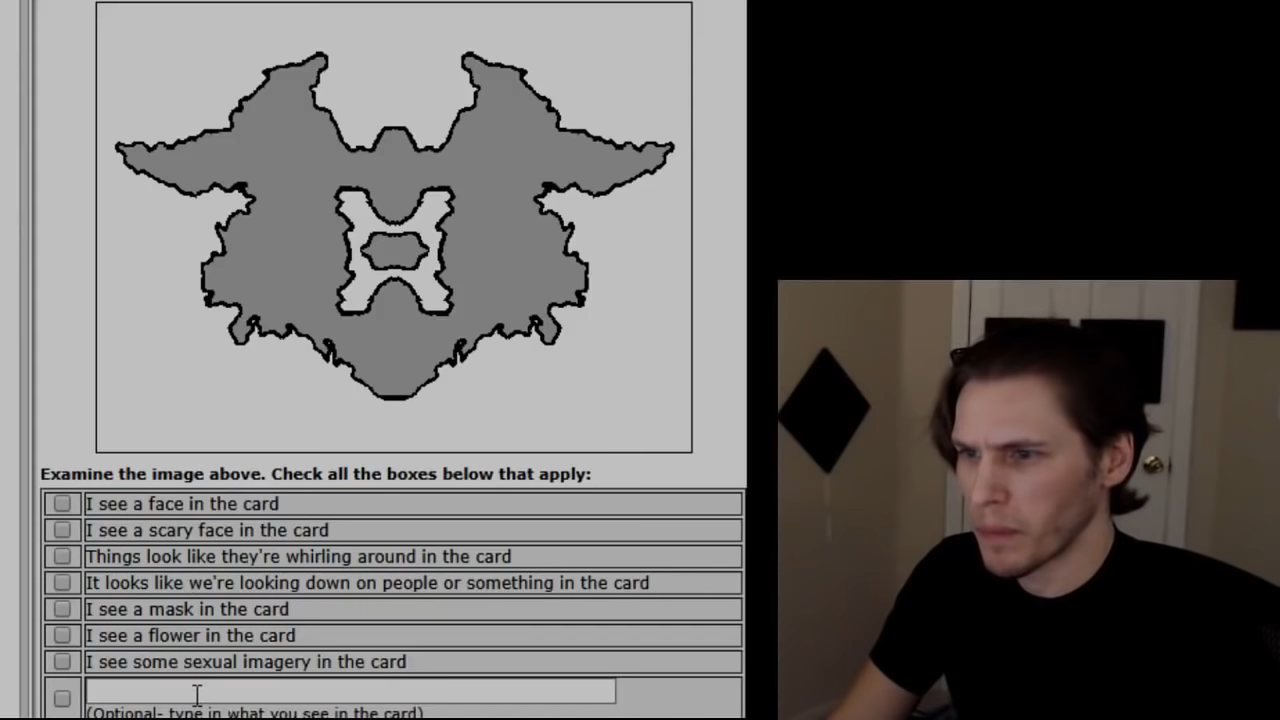 Examine the image above. Check all the boxes below that apply:
I see a face in the card
I see a scary face in the card
Things look like they're whirling around in the card
It looks like we're looking down on people or something in the card
I see a mask in the card
I see a flower in the card
I see some sexual imagery in the card
(Optional- type in what you see in the card)